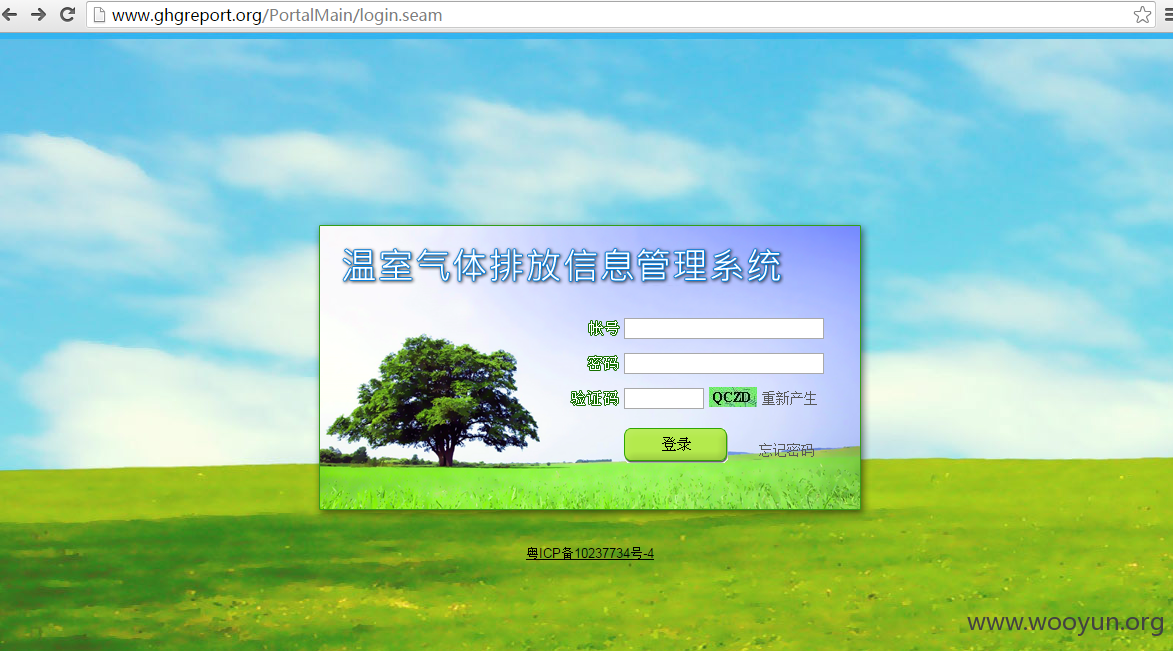 www.ghgreport.org/PortalMain/login.seam
温室气体排放信息管理系统
帐号
密码
验证码 QCZD 重新产生
登录 忘记密码
粤ICP备10237734号-4
www.wooyun.org